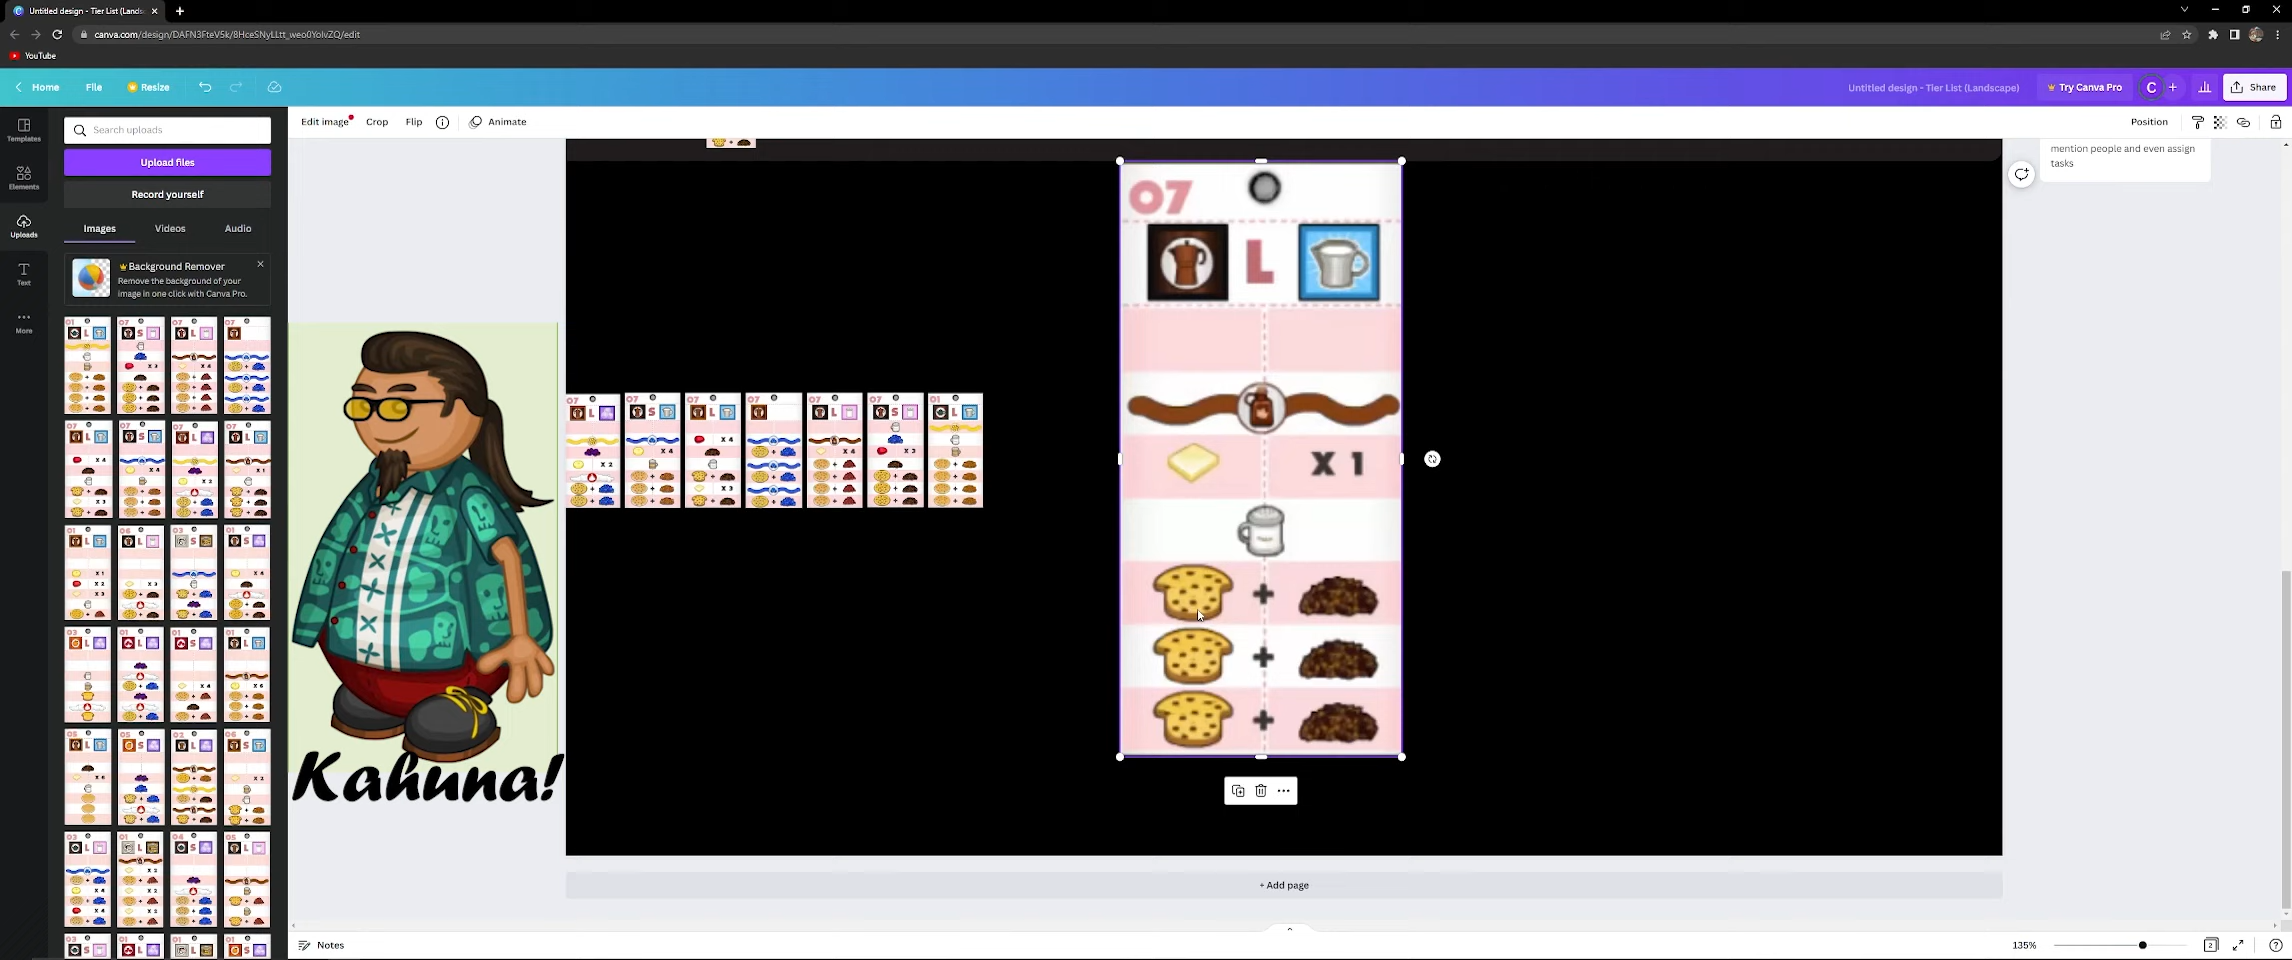 Untitled design - Tier List (Lands
canva.com/design/DAFN3FteV5k/8HceSNyLLtt_weo0YolvZQ/edit
YouTube
Home
File
Resize
Untitled design - Tier List (Landscape)
Try Canva Pro
C
+
Share
Templates
Elements
Uploads
Text
More
Search uploads
Upload files
Record yourself
Images
Videos
Audio
Background Remover
Remove the background of your
image in one click with Canva Pro.
Edit image
Crop
Flip
Animate
Position
mention people and even assign
tasks
07
L
X 1
+
+
+
Kahuna!
+ Add page
Notes
135%
2